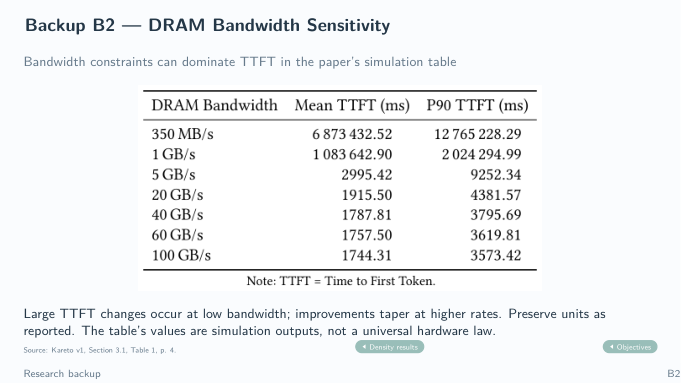 Backup B2 — DRAM Bandwidth Sensitivity
Bandwidth constraints can dominate TTFT in the paper's simulation table
DRAM Bandwidth Mean TTFT (ms) P90 TTFT (ms)
350 MB/s 6 873 432.52 12 765 228.29
1 GB/s 1 083 642.90 2 024 294.99
5 GB/s 2995.42 9252.34
20 GB/s 1915.50 4381.57
40 GB/s 1787.81 3795.69
60 GB/s 1757.50 3619.81
100 GB/s 1744.31 3573.42
Note: TTFT = Time to First Token.
Large TTFT changes occur at low bandwidth; improvements taper at higher rates. Preserve units as
reported. The table's values are simulation outputs, not a universal hardware law.
Source: Kareto v1, Section 3.1, Table 1, p. 4.
Density results
Objectives
Research backup
B2